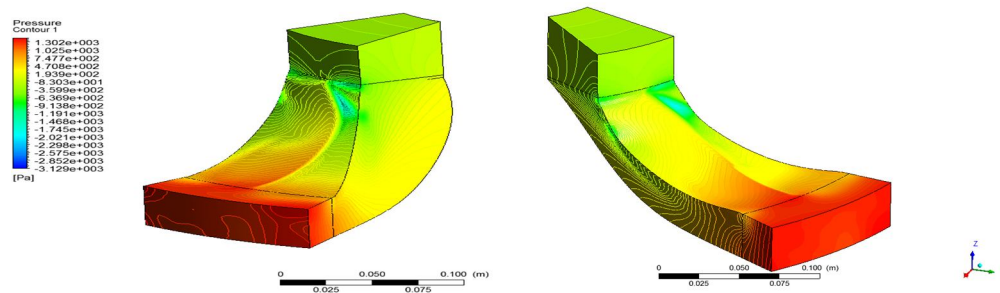 Pressure
Contour 1
1.302e+003
1.025e+003
7.477e+002
4.708e+002
1.939e+002
-8.303e+001
-3.599e+002
-6.369e+002
-9.138e+002
-1.191e+003
-1.468e+003
-1.745e+003
-2.021e+003
-2.298e+003
-2.575e+003
-2.852e+003
-3.129e+003
[Pa]
0 0.050 0.100 (m)
0.025 0.075
0 0.050 0.100 (m)
0.025 0.075
Z